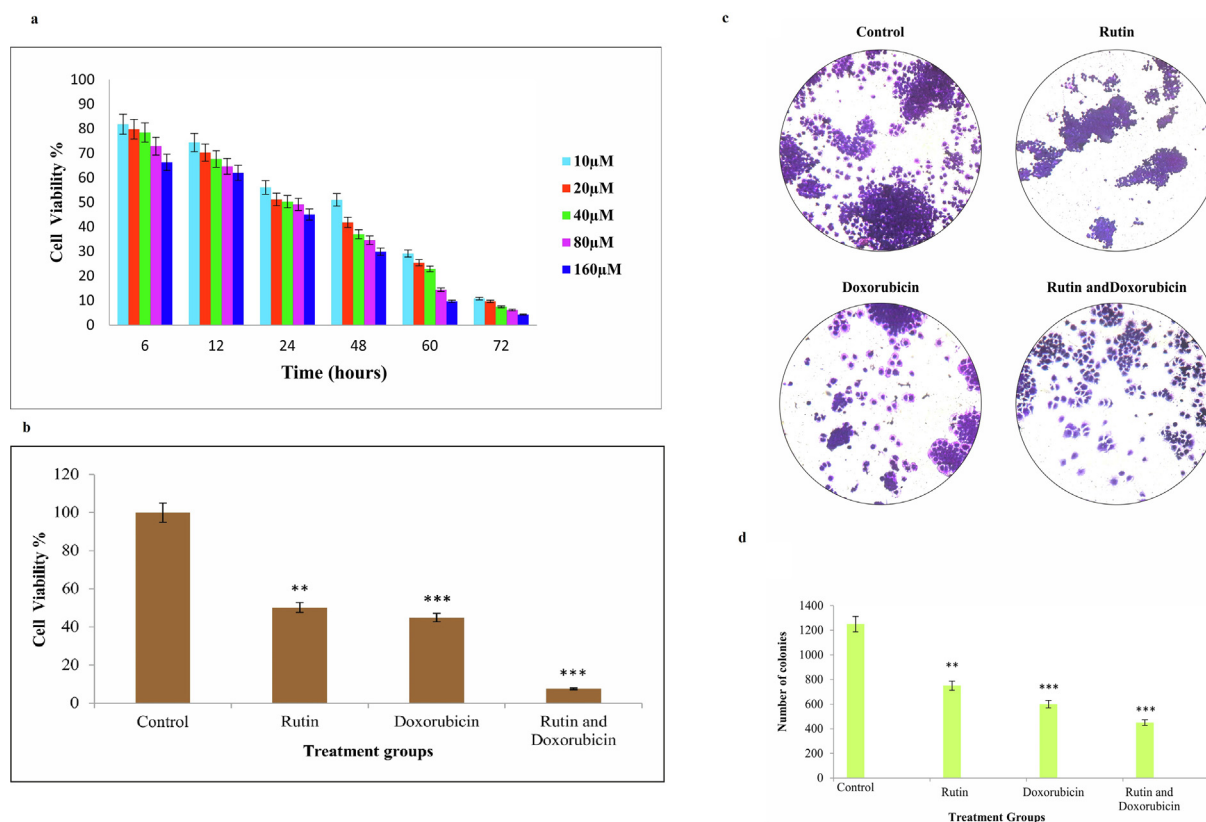 a
100
90
80
70
60
50
40
30
20
10
0
Cell Viability %
6 12 24 48 60 72
Time (hours)
10µM
20µM
40µM
80µM
160µM
b
120
100
80
60
40
20
0
Cell Viability %
**
***
***
Control Rutin Doxorubicin Rutin and
Doxorubicin
Treatment groups
c
Control Rutin
Doxorubicin Rutin andDoxorubicin
d
1400
1200
1000
800
600
400
200
0
Number of colonies
**
***
***
Control Rutin Doxorubicin Rutin and
Doxorubicin
Treatment Groups